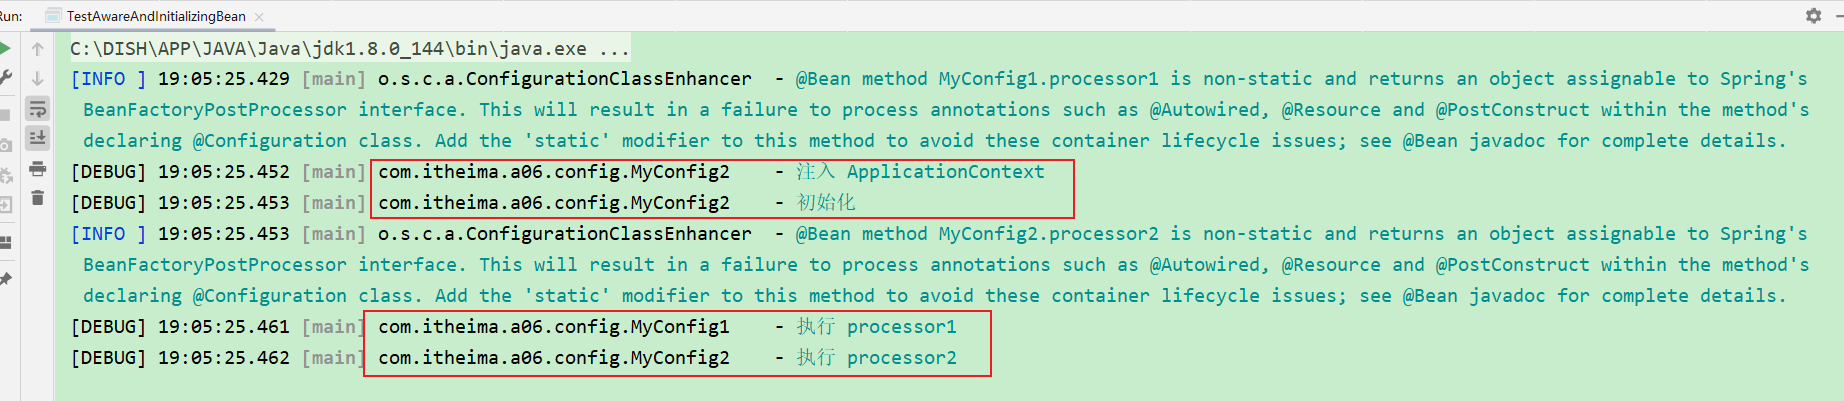 Run: TestAwareAndInitializingBean
C:\DISH\APP\JAVA\Java\jdk1.8.0_144\bin\java.exe ...
[INFO ] 19:05:25.429 [main] o.s.c.a.ConfigurationClassEnhancer - @Bean method MyConfig1.processor1 is non-static and returns an object assignable to Spring's
BeanFactoryPostProcessor interface. This will result in a failure to process annotations such as @Autowired, @Resource and @PostConstruct within the method's
declaring @Configuration class. Add the 'static' modifier to this method to avoid these container lifecycle issues; see @Bean javadoc for complete details.
[DEBUG] 19:05:25.452 [main] com.itheima.a06.config.MyConfig2 - 注入 ApplicationContext
[DEBUG] 19:05:25.453 [main] com.itheima.a06.config.MyConfig2 - 初始化
[INFO ] 19:05:25.453 [main] o.s.c.a.ConfigurationClassEnhancer - @Bean method MyConfig2.processor2 is non-static and returns an object assignable to Spring's
BeanFactoryPostProcessor interface. This will result in a failure to process annotations such as @Autowired, @Resource and @PostConstruct within the method's
declaring @Configuration class. Add the 'static' modifier to this method to avoid these container lifecycle issues; see @Bean javadoc for complete details.
[DEBUG] 19:05:25.461 [main] com.itheima.a06.config.MyConfig1 - 执行 processor1
[DEBUG] 19:05:25.462 [main] com.itheima.a06.config.MyConfig2 - 执行 processor2